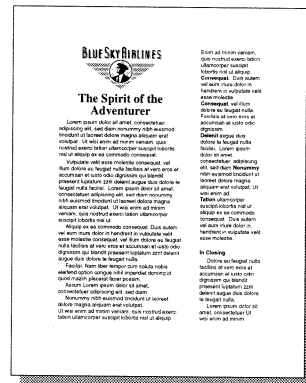 BLUESKYAIRLINES
The Spirit of the
Adventurer
Lorem ipsum dolor sit amet, consectetuer
adipiscing elit, sed diam nonummy nibh euismod
tincidunt ut laoreet dolore magna aliquam erat
volutpat. Ut wisi enim ad minim veniam, quis
nostrud exerci tation ullamcorper suscipit lobortis
nisl ut aliquip ex ea commodo consequat.
Vulputate velit esse molestie consequat, vel
illum dolore eu feugiat nulla facilisis at vero eros et
accumsan et iusto odio dignissim qui blandit
praesent luptatum zzril delenit augue duis dolore te
feugait nulla facilisi. Lorem ipsum dolor sit amet,
consectetuer adipiscing elit, sed diam nonummy
nibh euismod tincidunt ut laoreet dolore magna
aliquam erat volutpat. Ut wisi enim ad minim
veniam, quis nostrud exerci tation ullamcorper
suscipit lobortis nisl ut
Aliquip ex ea commodo consequat. Duis autem
vel eum iriure dolor in hendrerit in vulputate velit
esse molestie consequat, vel illum dolore eu feugiat
nulla facilisis at vero eros et accumsan et iusto odio
dignissim qui blandit praesent luptatum zzril delenit
augue duis dolore te feugait nulla.
Facilisi. Nam liber tempor cum soluta nobis
eleifend option congue nihil imperdiet doming id
quod mazim placerat facer possim.
Assum Lorem ipsum dolor sit amet,
consectetuer adipiscing elit, sed diam
Nonummy nibh euismod tincidunt ut laoreet
dolore magna aliquam erat volutpat.
Ut wisi enim ad minim veniam, quis nostrud exerci
tation ullamcorper suscipit lobortis nisl ut aliquip
Enim ad minim veniam,
quis nostrud exerci tation
ullamcorper suscipit
lobortis nisl ut aliquip.
Consequat. Duis autem
vel eum iriure dolor in
hendrerit in vulputate velit
esse molestie
Consequat, vel illum
dolore eu feugiat nulla.
Facilisis at vero eros et
accumsan et iusto odio
dignissim.
Delenit augue duis
dolore te feugait nulla
facilisi. Lorem ipsum
dolor sit amet,
consectetuer adipiscing
elit, sed diam Nonummy
nibh euismod tincidunt ut
laoreet dolore magna
aliquam erat volutpat. Ut
wisi enim ad.
Tation ullamcorper
suscipit lobortis nisl ut
aliquip ex ea commodo
consequat. Duis autem
vel eum iriure dolor in
hendrerit in vulputate velit
esse molestie.
In Closing
Dolore eu feugiat nulla
facilisis at vero eros et
accumsan et iusto odio
dignissim qui blandit
praesent luptatum zzril
delenit augue duis dolore
te feugait nulla.
Lorem ipsum dolor sit
amet, consectetuer Ut
wisi enim ad minim.